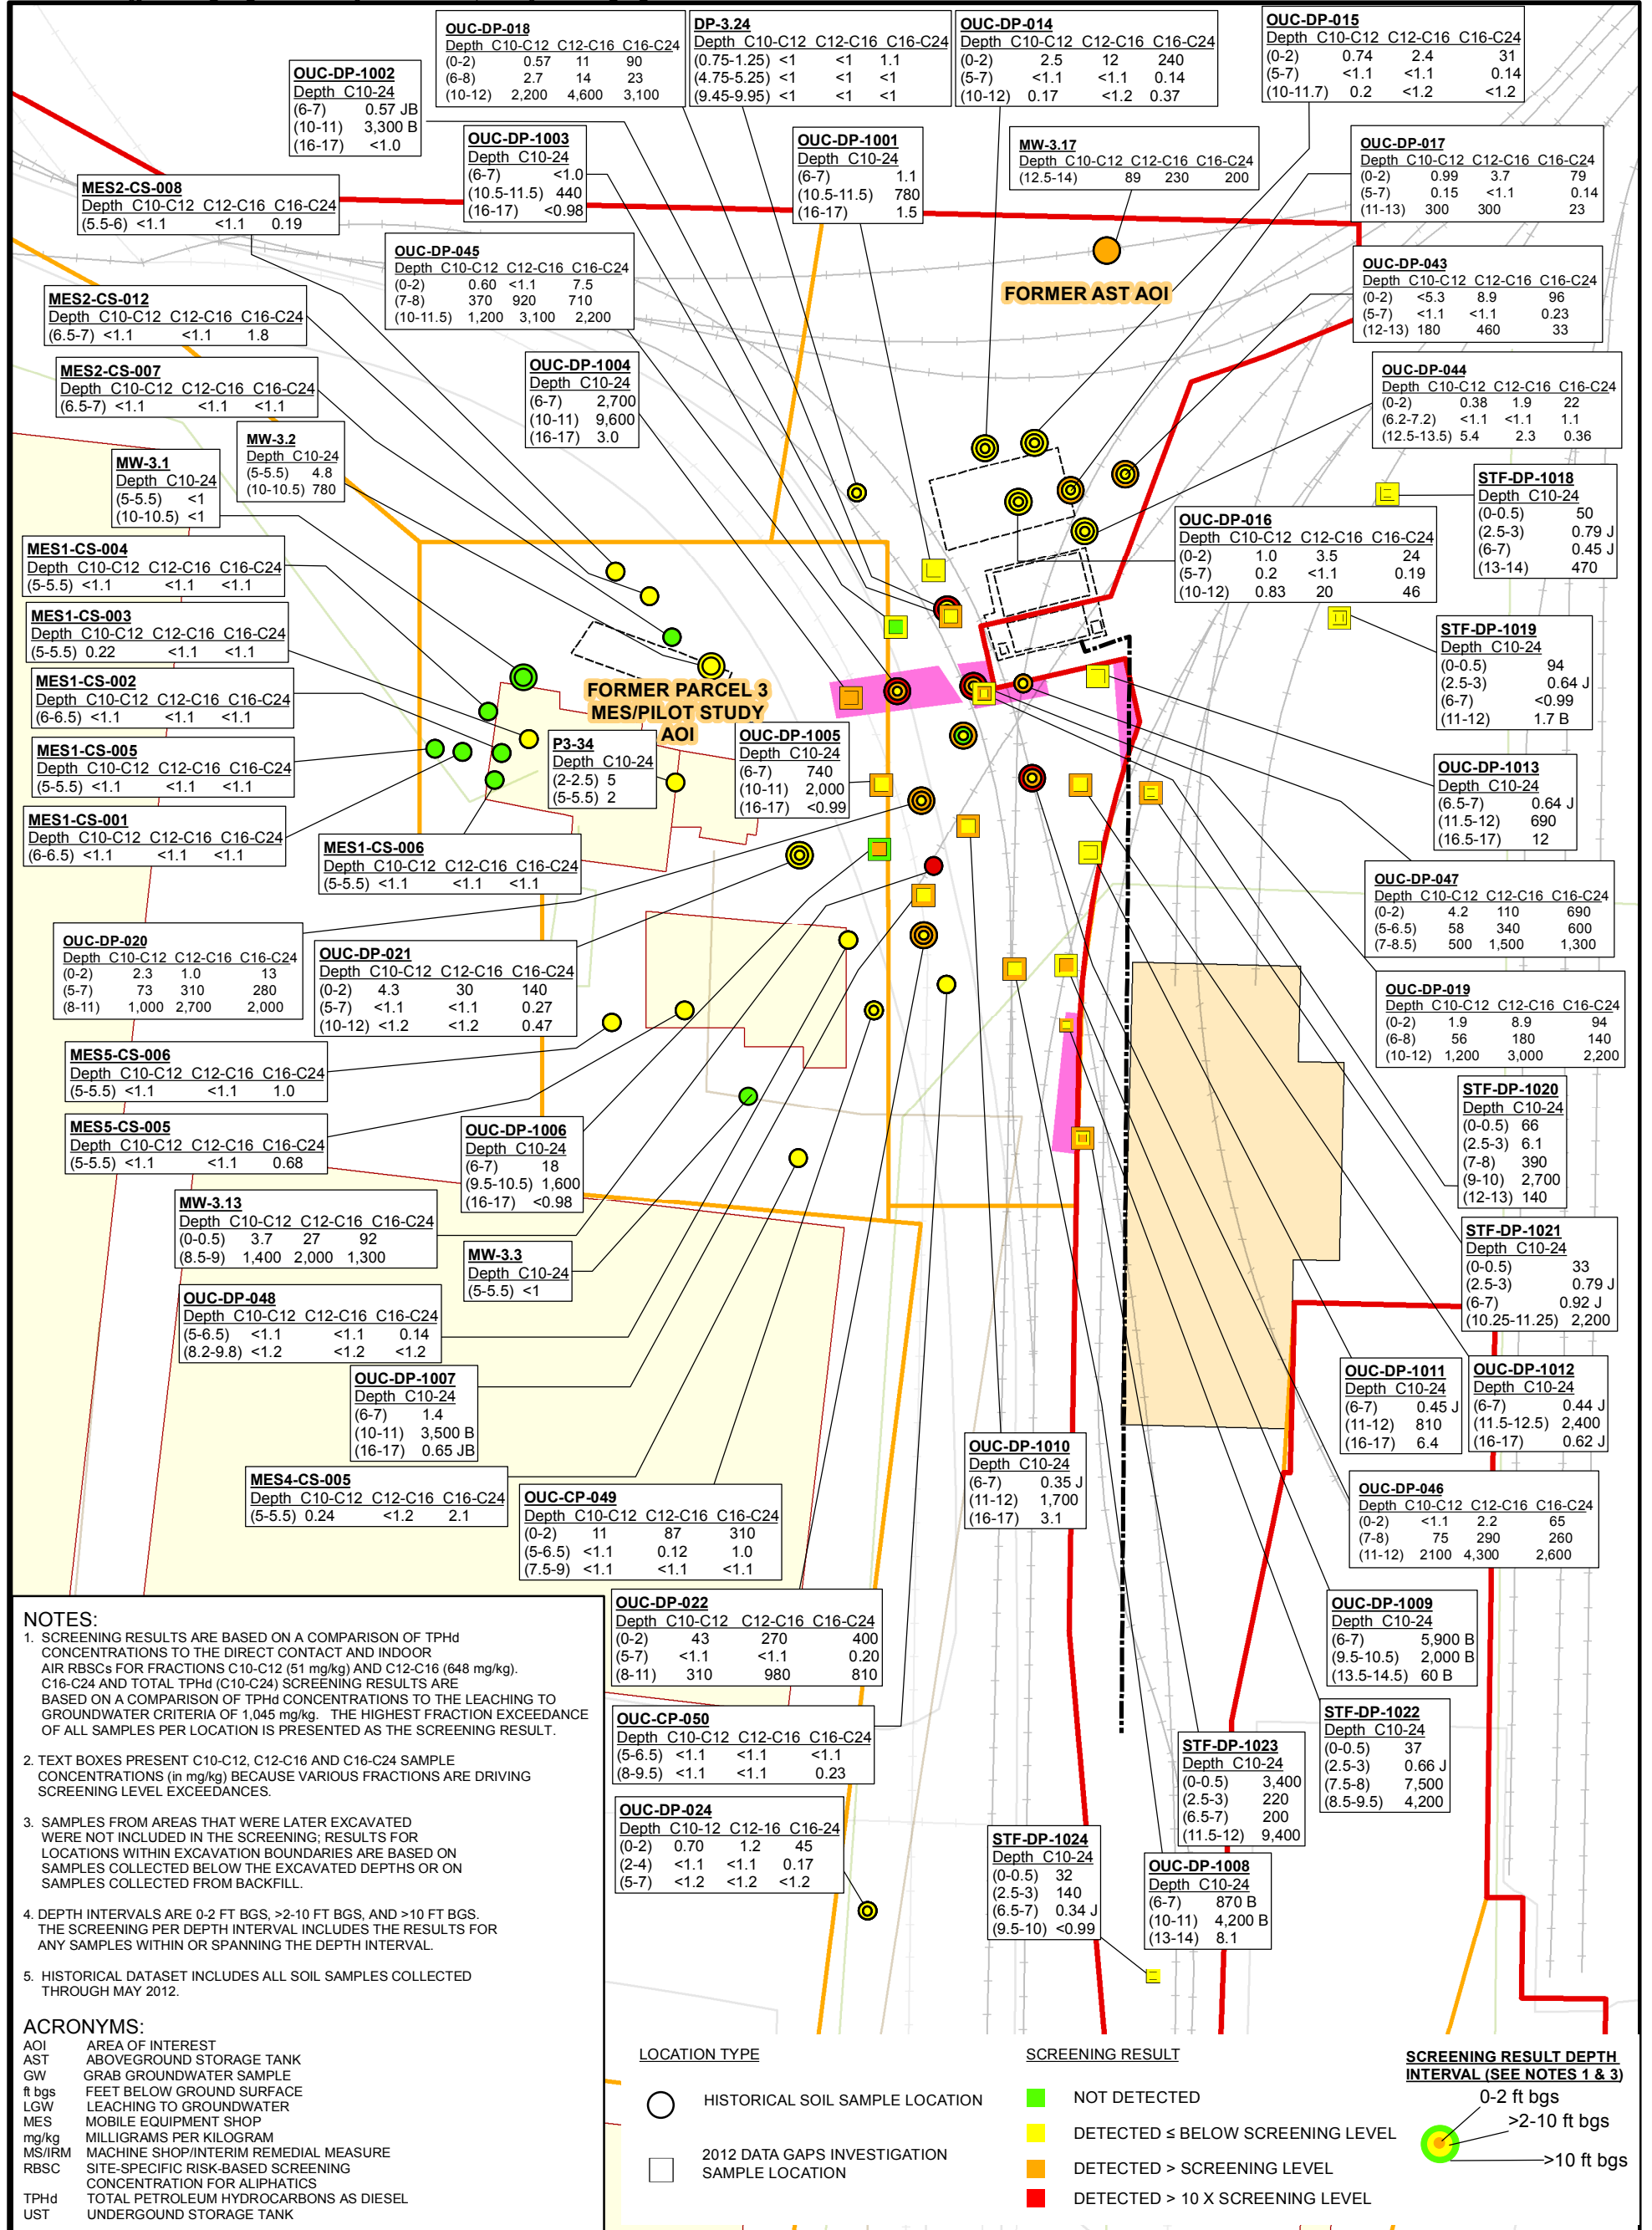 OUC-DP-018
Depth C10-C12 C12-C16 C16-C24
(0-2) 0.57 11 90
(6-8) 2.7 14 23
(10-12) 2,200 4,600 3,100
DP-3.24
Depth C10-C12 C12-C16 C16-C24
(0.75-1.25) <1 <1 1.1
(4.75-5.25) <1 <1 <1
(9.45-9.95) <1 <1 <1
OUC-DP-014
Depth C10-C12 C12-C16 C16-C24
(0-2) 2.5 12 240
(5-7) <1.1 <1.1 0.14
(10-12) 0.17 <1.2 0.37
OUC-DP-015
Depth C10-C12 C12-C16 C16-C24
(0-2) 0.74 2.4 31
(5-7) <1.1 <1.1 0.14
(10-11.7) 0.2 <1.2 <1.2
OUC-DP-1002
Depth C10-24
(6-7) 0.57 JB
(10-11) 3,300 B
(16-17) <1.0
OUC-DP-1003
Depth C10-24
(6-7) <1.0
(10.5-11.5) 440
(16-17) <0.98
OUC-DP-1001
Depth C10-24
(6-7) 1.1
(10.5-11.5) 780
(16-17) 1.5
MW-3.17
Depth C10-C12 C12-C16 C16-C24
(12.5-14) 89 230 200
OUC-DP-017
Depth C10-C12 C12-C16 C16-C24
(0-2) 0.99 3.7 79
(5-7) 0.15 <1.1 0.14
(11-13) 300 300 23
MES2-CS-008
Depth C10-C12 C12-C16 C16-C24
(5.5-6) <1.1 <1.1 0.19
OUC-DP-045
Depth C10-C12 C12-C16 C16-C24
(0-2) 0.60 <1.1 7.5
(7-8) 370 920 710
(10-11.5) 1,200 3,100 2,200
FORMER AST AOI
OUC-DP-043
Depth C10-C12 C12-C16 C16-C24
(0-2) <5.3 8.9 96
(5-7) <1.1 <1.1 0.23
(12-13) 180 460 33
MES2-CS-012
Depth C10-C12 C12-C16 C16-C24
(6.5-7) <1.1 <1.1 1.8
MES2-CS-007
Depth C10-C12 C12-C16 C16-C24
(6.5-7) <1.1 <1.1 <1.1
OUC-DP-1004
Depth C10-24
(6-7) 2,700
(10-11) 9,600
(16-17) 3.0
OUC-DP-044
Depth C10-C12 C12-C16 C16-C24
(0-2) 0.38 1.9 22
(6.2-7.2) <1.1 <1.1 1.1
(12.5-13.5) 5.4 2.3 0.36
MW-3.1
Depth C10-24
(5-5.5) <1
(10-10.5) <1
MW-3.2
Depth C10-24
(5-5.5) 4.8
(10-10.5) 780
STF-DP-1018
Depth C10-24
(0-0.5) 50
(2.5-3) 0.79 J
(6-7) 0.45 J
(13-14) 470
OUC-DP-016
Depth C10-C12 C12-C16 C16-C24
(0-2) 1.0 3.5 24
(5-7) 0.2 <1.1 0.19
(10-12) 0.83 20 46
MES1-CS-004
Depth C10-C12 C12-C16 C16-C24
(5-5.5) <1.1 <1.1 <1.1
MES1-CS-003
Depth C10-C12 C12-C16 C16-C24
(5-5.5) 0.22 <1.1 <1.1
STF-DP-1019
Depth C10-24
(0-0.5) 94
(2.5-3) 0.64 J
(6-7) <0.99
(11-12) 1.7 B
MES1-CS-002
Depth C10-C12 C12-C16 C16-C24
(6-6.5) <1.1 <1.1 <1.1
FORMER PARCEL 3
MES/PILOT STUDY
AOI
MES1-CS-005
Depth C10-C12 C12-C16 C16-C24
(5-5.5) <1.1 <1.1 <1.1
P3-34
Depth C10-24
(2-2.5) 5
(5-5.5) 2
OUC-DP-1005
Depth C10-24
(6-7) 740
(10-11) 2,000
(16-17) <0.99
OUC-DP-1013
Depth C10-24
(6.5-7) 0.64 J
(11.5-12) 690
(16.5-17) 12
MES1-CS-001
Depth C10-C12 C12-C16 C16-C24
(6-6.5) <1.1 <1.1 <1.1
MES1-CS-006
Depth C10-C12 C12-C16 C16-C24
(5-5.5) <1.1 <1.1 <1.1
OUC-DP-047
Depth C10-C12 C12-C16 C16-C24
(0-2) 4.2 110 690
(5-6.5) 58 340 600
(7-8.5) 500 1,500 1,300
OUC-DP-020
Depth C10-C12 C12-C16 C16-C24
(0-2) 2.3 1.0 13
(5-7) 73 310 280
(8-11) 1,000 2,700 2,000
OUC-DP-021
Depth C10-C12 C12-C16 C16-C24
(0-2) 4.3 30 140
(5-7) <1.1 <1.1 0.27
(10-12) <1.2 <1.2 0.47
OUC-DP-019
Depth C10-C12 C12-C16 C16-C24
(0-2) 1.9 8.9 94
(6-8) 56 180 140
(10-12) 1,200 3,000 2,200
MES5-CS-006
Depth C10-C12 C12-C16 C16-C24
(5-5.5) <1.1 <1.1 1.0
STF-DP-1020
Depth C10-24
(0-0.5) 66
(2.5-3) 6.1
(7-8) 390
(9-10) 2,700
(12-13) 140
MES5-CS-005
Depth C10-C12 C12-C16 C16-C24
(5-5.5) <1.1 <1.1 0.68
OUC-DP-1006
Depth C10-24
(6-7) 18
(9.5-10.5) 1,600
(16-17) <0.98
MW-3.13
Depth C10-C12 C12-C16 C16-C24
(0-0.5) 3.7 27 92
(8.5-9) 1,400 2,000 1,300
STF-DP-1021
Depth C10-24
(0-0.5) 33
(2.5-3) 0.79 J
(6-7) 0.92 J
(10.25-11.25) 2,200
MW-3.3
Depth C10-24
(5-5.5) <1
OUC-DP-048
Depth C10-C12 C12-C16 C16-C24
(5-6.5) <1.1 <1.1 0.14
(8.2-9.8) <1.2 <1.2 <1.2
OUC-DP-1007
Depth C10-24
(6-7) 1.4
(10-11) 3,500 B
(16-17) 0.65 JB
OUC-DP-1011
Depth C10-24
(6-7) 0.45 J
(11-12) 810
(16-17) 6.4
OUC-DP-1012
Depth C10-24
(6-7) 0.44 J
(11.5-12.5) 2,400
(16-17) 0.62 J
OUC-DP-1010
Depth C10-24
(6-7) 0.35 J
(11-12) 1,700
(16-17) 3.1
MES4-CS-005
Depth C10-C12 C12-C16 C16-C24
(5-5.5) 0.24 <1.2 2.1
OUC-CP-049
Depth C10-C12 C12-C16 C16-C24
(0-2) 11 87 310
(5-6.5) <1.1 0.12 1.0
(7.5-9) <1.1 <1.1 <1.1
OUC-DP-046
Depth C10-C12 C12-C16 C16-C24
(0-2) <1.1 2.2 65
(7-8) 75 290 260
(11-12) 2100 4,300 2,600
OUC-DP-022
Depth C10-C12 C12-C16 C16-C24
(0-2) 43 270 400
(5-7) <1.1 <1.1 0.20
(8-11) 310 980 810
OUC-DP-1009
Depth C10-24
(6-7) 5,900 B
(9.5-10.5) 2,000 B
(13.5-14.5) 60 B
OUC-CP-050
Depth C10-C12 C12-C16 C16-C24
(5-6.5) <1.1 <1.1 <1.1
(8-9.5) <1.1 <1.1 0.23
STF-DP-1022
Depth C10-24
(0-0.5) 37
(2.5-3) 0.66 J
(7.5-8) 7,500
(8.5-9.5) 4,200
STF-DP-1023
Depth C10-24
(0-0.5) 3,400
(2.5-3) 220
(6.5-7) 200
(11.5-12) 9,400
OUC-DP-024
Depth C10-12 C12-16 C16-24
(0-2) 0.70 1.2 45
(2-4) <1.1 <1.1 0.17
(5-7) <1.2 <1.2 <1.2
STF-DP-1024
Depth C10-24
(0-0.5) 32
(2.5-3) 140
(6.5-7) 0.34 J
(9.5-10) <0.99
OUC-DP-1008
Depth C10-24
(6-7) 870 B
(10-11) 4,200 B
(13-14) 8.1
NOTES:
1. SCREENING RESULTS ARE BASED ON A COMPARISON OF TPHd
CONCENTRATIONS TO THE DIRECT CONTACT AND INDOOR
AIR RBSCs FOR FRACTIONS C10-C12 (51 mg/kg) AND C12-C16 (648 mg/kg).
C16-C24 AND TOTAL TPHd (C10-C24) SCREENING RESULTS ARE
BASED ON A COMPARISON OF TPHd CONCENTRATIONS TO THE LEACHING TO
GROUNDWATER CRITERIA OF 1,045 mg/kg. THE HIGHEST FRACTION EXCEEDANCE
OF ALL SAMPLES PER LOCATION IS PRESENTED AS THE SCREENING RESULT.
2. TEXT BOXES PRESENT C10-C12, C12-C16 AND C16-C24 SAMPLE
CONCENTRATIONS (in mg/kg) BECAUSE VARIOUS FRACTIONS ARE DRIVING
SCREENING LEVEL EXCEEDANCES.
3. SAMPLES FROM AREAS THAT WERE LATER EXCAVATED
WERE NOT INCLUDED IN THE SCREENING; RESULTS FOR
LOCATIONS WITHIN EXCAVATION BOUNDARIES ARE BASED ON
SAMPLES COLLECTED BELOW THE EXCAVATED DEPTHS OR ON
SAMPLES COLLECTED FROM BACKFILL.
4. DEPTH INTERVALS ARE 0-2 FT BGS, >2-10 FT BGS, AND >10 FT BGS.
THE SCREENING PER DEPTH INTERVAL INCLUDES THE RESULTS FOR
ANY SAMPLES WITHIN OR SPANNING THE DEPTH INTERVAL.
5. HISTORICAL DATASET INCLUDES ALL SOIL SAMPLES COLLECTED
THROUGH MAY 2012.
ACRONYMS:
AOI AREA OF INTEREST
AST ABOVEGROUND STORAGE TANK
GW GRAB GROUNDWATER SAMPLE
ft bgs FEET BELOW GROUND SURFACE
LGW LEACHING TO GROUNDWATER
MES MOBILE EQUIPMENT SHOP
mg/kg MILLIGRAMS PER KILOGRAM
MS/IRM MACHINE SHOP/INTERIM REMEDIAL MEASURE
RBSC SITE-SPECIFIC RISK-BASED SCREENING
CONCENTRATION FOR ALIPHATICS
TPHd TOTAL PETROLEUM HYDROCARBONS AS DIESEL
UST UNDERGOUND STORAGE TANK
LOCATION TYPE
HISTORICAL SOIL SAMPLE LOCATION
2012 DATA GAPS INVESTIGATION
SAMPLE LOCATION
SCREENING RESULT
NOT DETECTED
DETECTED ≤ BELOW SCREENING LEVEL
DETECTED > SCREENING LEVEL
DETECTED > 10 X SCREENING LEVEL
SCREENING RESULT DEPTH
INTERVAL (SEE NOTES 1 & 3)
0-2 ft bgs
>2-10 ft bgs
>10 ft bgs